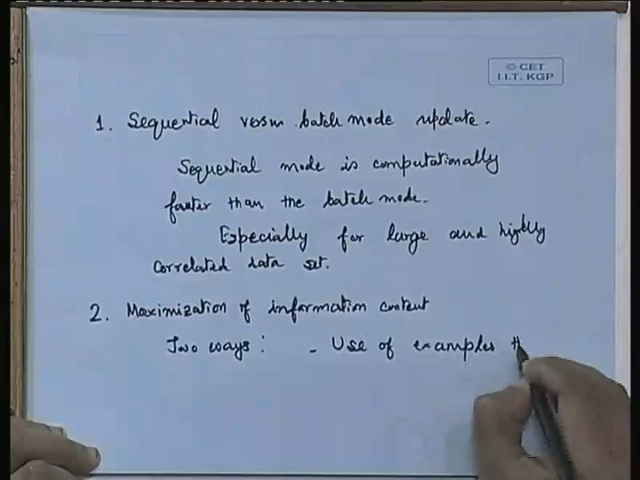 © CET
I.I.T. KGP
1. Sequential versus batch mode update.
Sequential mode is computationally
faster than the batch mode.
Especially for large and highly
correlated data set.
2. Maximization of information content
Two ways: - Use of examples t